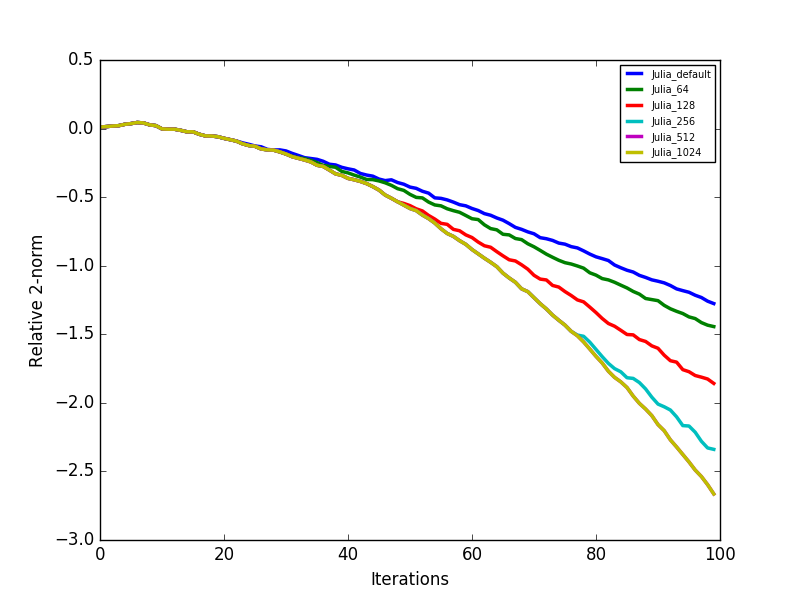 0.5
0.0
−0.5
−1.0
−1.5
−2.0
−2.5
−3.0
Relative 2-norm
Julia_default
Julia_64
Julia_128
Julia_256
Julia_512
Julia_1024
0 20 40 60 80 100
Iterations